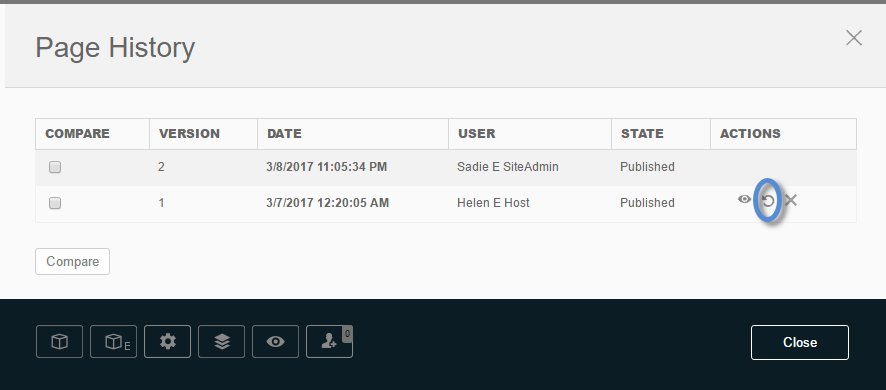 Page History
COMPARE VERSION DATE USER STATE ACTIONS
2 3/8/2017 11:05:34 PM Sadie E SiteAdmin Published
1 3/7/2017 12:20:05 AM Helen E Host Published
Compare
E 0 Close